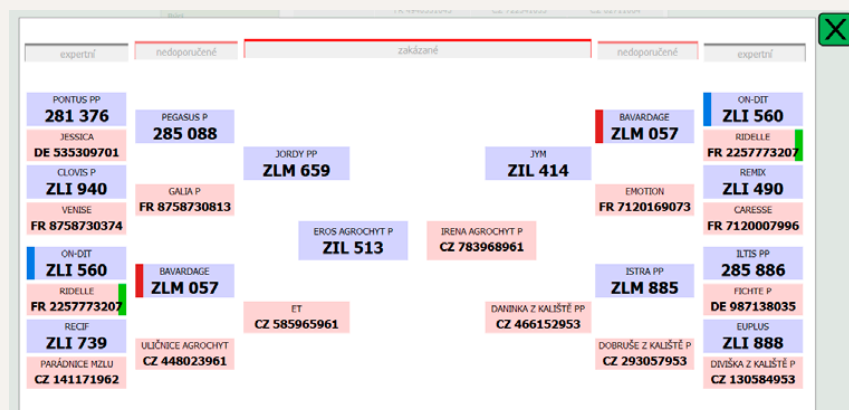 expertní
nedoporučené
zakázané
nedoporučené
expertní
PONTUS PP
281 376
JESSICA
DE 535309701
CLOVIS P
ZLI 940
VENISE
FR 8758730374
ON-DIT
ZLI 560
RIDELLE
FR 2257773207
RECIF
ZLI 739
PARÁDNICE MZLU
CZ 141171962
PEGASUS P
285 088
GALIA P
FR 8758730813
BAVARDAGE
ZLM 057
ULIČNICE AGROCHYT
CZ 448023961
JORDY PP
ZLM 659
ET
CZ 585965961
EROS AGROCHYT P
ZIL 513
IRENA AGROCHYT P
CZ 783968961
JYM
ZIL 414
DANINKA Z KALIŠTĚ PP
CZ 466152953
BAVARDAGE
ZLM 057
EMOTION
FR 7120169073
ISTRA PP
ZLM 885
DOBRUŠE Z KALIŠTĚ P
CZ 293057953
ON-DIT
ZLI 560
RIDELLE
FR 2257773207
REMIX
ZLI 490
CARESSE
FR 7120007996
ILTIS PP
285 886
FICHTE P
DE 987138035
EUPLUS
ZLI 888
DIVIŠKA Z KALIŠTĚ P
CZ 130584953
X